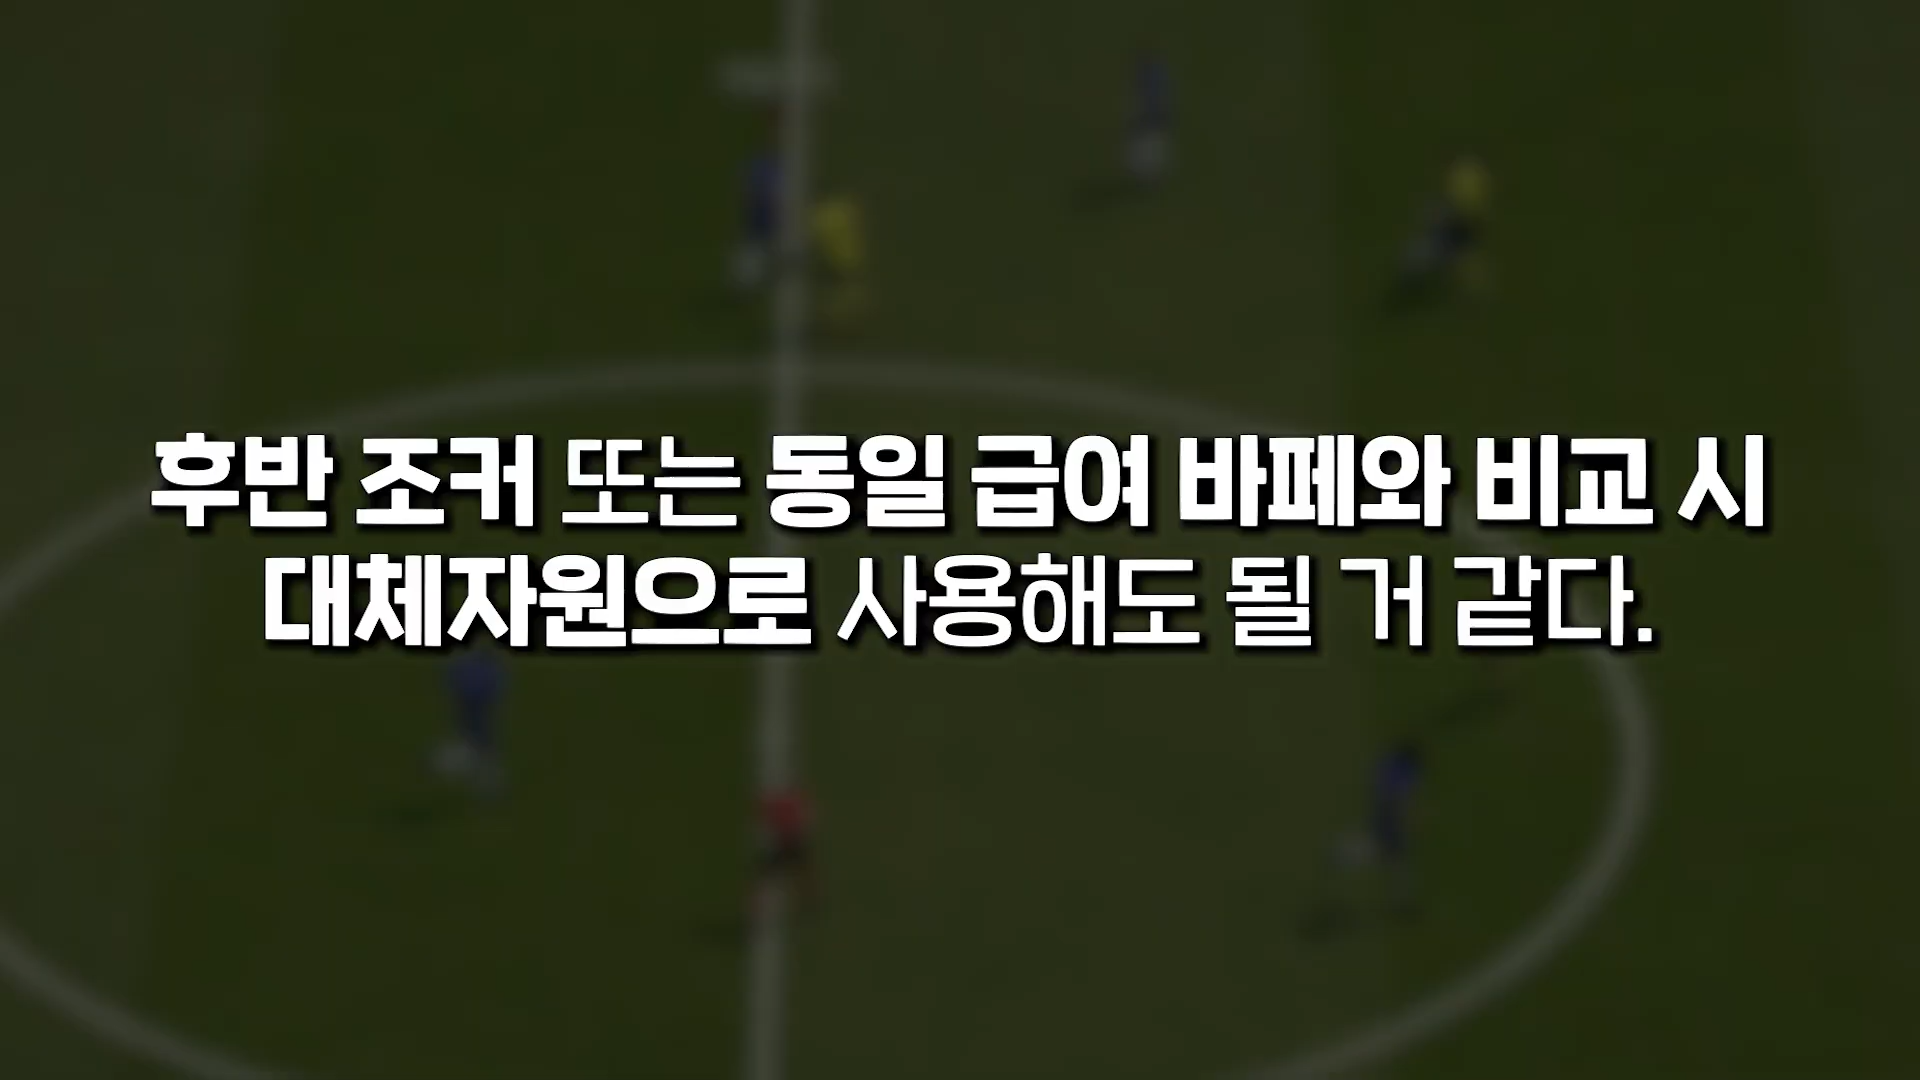 후반 조커 또는 동일 급여 바페와 비교 시
대체자원으로 사용해도 될 거 같다.